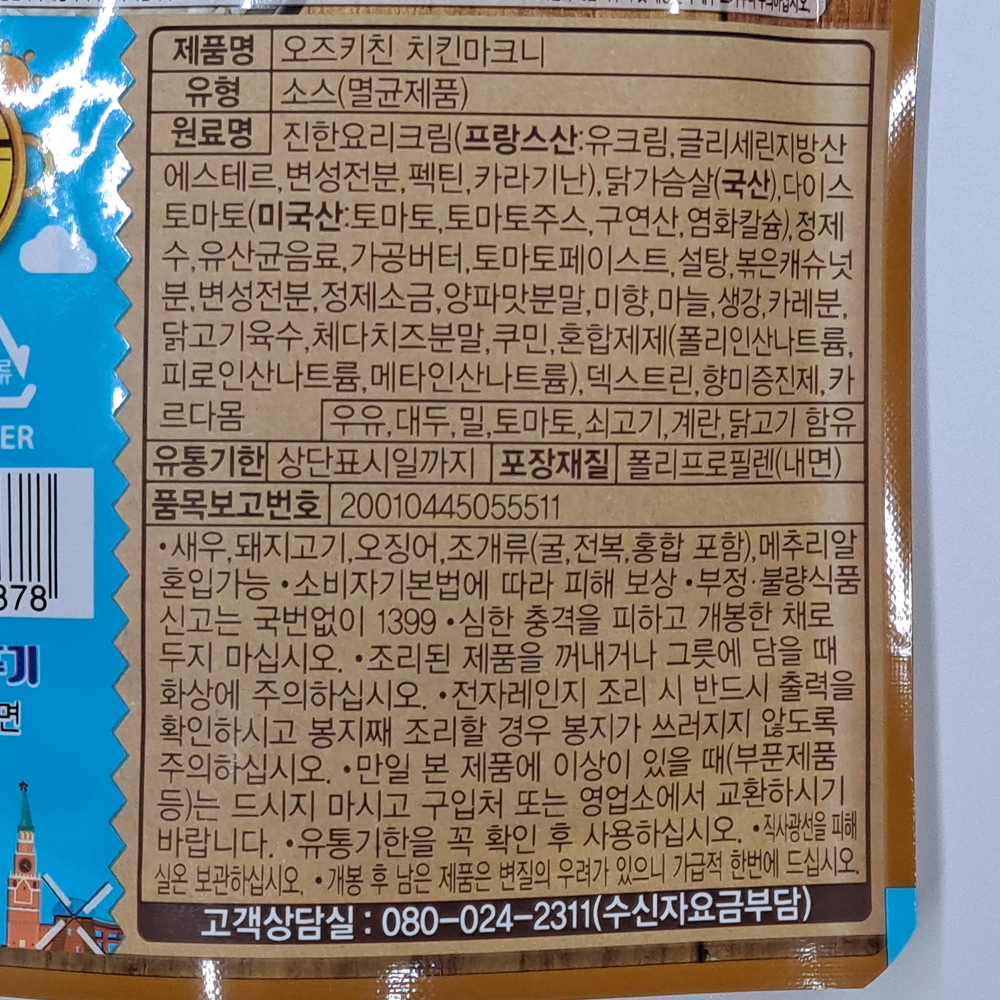 제품명 오즈키친 치킨마크니
유형 소스(멸균제품)
원료명 진한요리크림(프랑스산:유크림,글리세린지방산
에스테르,변성전분,펙틴,카라기난),닭가슴살(국산),다이스
토마토(미국산:토마토,토마토주스,구연산,염화칼슘),정제
수,유산균음료,가공버터,토마토페이스트,설탕,볶은캐슈넛
분,변성전분,정제소금,양파맛분말,미향,마늘,생강,카레분,
닭고기육수,체다치즈분말,쿠민,혼합제제(폴리인산나트륨,
피로인산나트륨,메타인산나트륨),덱스트린,향미증진제,카
르다몸 우유,대두,밀,토마토,쇠고기,계란,닭고기 함유
유통기한 상단표시일까지 포장재질 폴리프로필렌(내면)
품목보고번호 20010445055511
•새우,돼지고기,오징어,조개류(굴,전복,홍합 포함),메추리알
혼입가능 •소비자기본법에 따라 피해 보상 •부정·불량식품
신고는 국번없이 1399 •심한 충격을 피하고 개봉한 채로
두지 마십시오. •조리된 제품을 꺼내거나 그릇에 담을 때
화상에 주의하십시오. •전자레인지 조리 시 반드시 출력을
확인하시고 봉지째 조리할 경우 봉지가 쓰러지지 않도록
주의하십시오. •만일 본 제품에 이상이 있을 때(부푼제품
등)는 드시지 마시고 구입처 또는 영업소에서 교환하시기
바랍니다. •유통기한을 꼭 확인 후 사용하십시오. •직사광선을 피해
실온 보관하십시오. •개봉 후 남은 제품은 변질의 우려가 있으니 가급적 한번에 드십시오.
고객상담실 : 080-024-2311(수신자요금부담)
류
ER
378
기
면